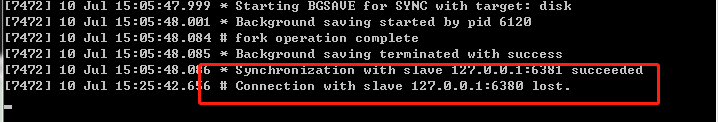 [7472] 10 Jul 15:05:47.999 * Starting BGSAVE for SYNC with target: disk
[7472] 10 Jul 15:05:48.001 * Background saving started by pid 6120
[7472] 10 Jul 15:05:48.084 # fork operation complete
[7472] 10 Jul 15:05:48.085 * Background saving terminated with success
[7472] 10 Jul 15:05:48.086 * Synchronization with slave 127.0.0.1:6381 succeeded
[7472] 10 Jul 15:25:42.656 # Connection with slave 127.0.0.1:6380 lost.